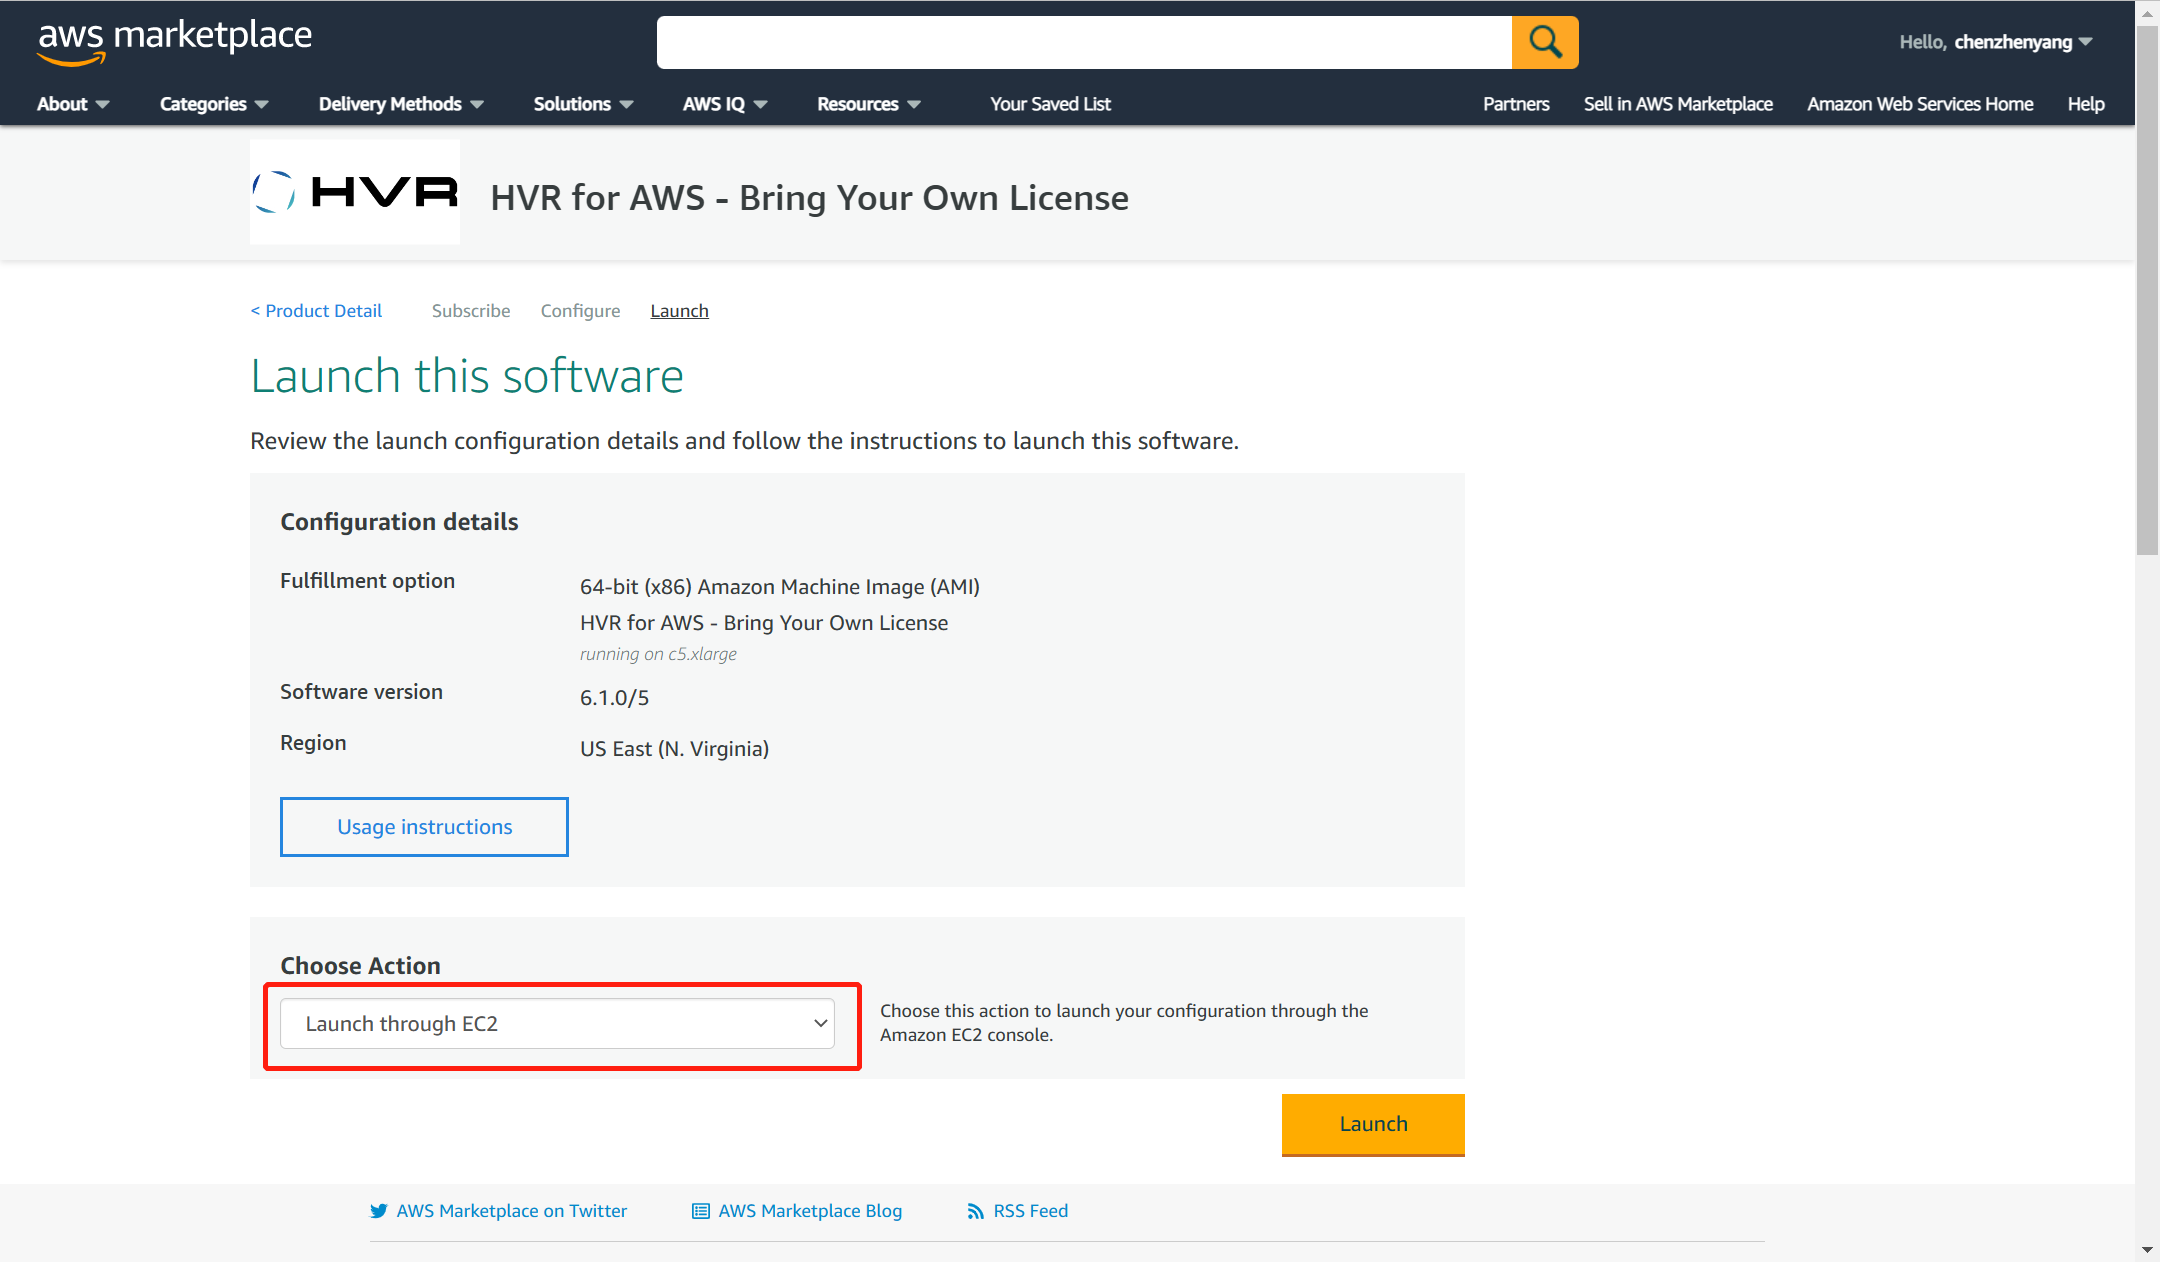 aws marketplace
Hello, chenzhenyang
About
Categories
Delivery Methods
Solutions
AWS IQ
Resources
Your Saved List
Partners
Sell in AWS Marketplace
Amazon Web Services Home
Help
HVR
HVR for AWS - Bring Your Own License
< Product Detail
Subscribe
Configure
Launch
Launch this software
Review the launch configuration details and follow the instructions to launch this software.
Configuration details
Fulfillment option
64-bit (x86) Amazon Machine Image (AMI)
HVR for AWS - Bring Your Own License
running on c5.xlarge
Software version
6.1.0/5
Region
US East (N. Virginia)
Usage instructions
Choose Action
Launch through EC2
Choose this action to launch your configuration through the
Amazon EC2 console.
Launch
AWS Marketplace on Twitter
AWS Marketplace Blog
RSS Feed